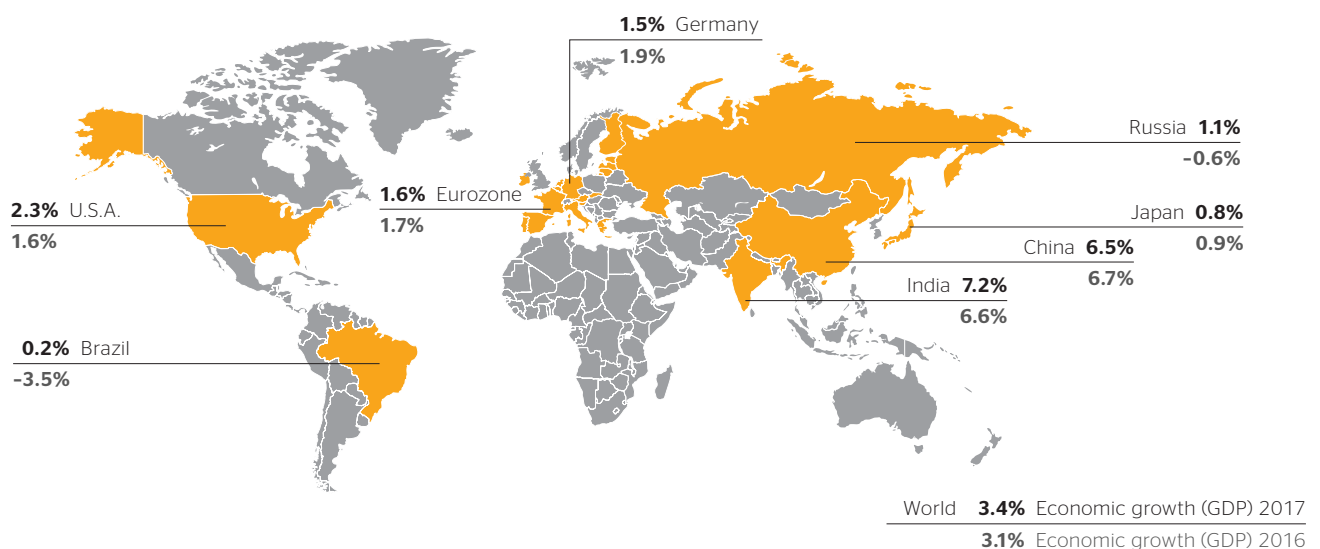 1.5% Germany
1.9%
Russia 1.1%
-0.6%
1.6% Eurozone
1.7%
2.3% U.S.A.
1.6%
Japan 0.8%
0.9%
China 6.5%
6.7%
India 7.2%
6.6%
0.2% Brazil
-3.5%
World 3.4% Economic growth (GDP) 2017
3.1% Economic growth (GDP) 2016